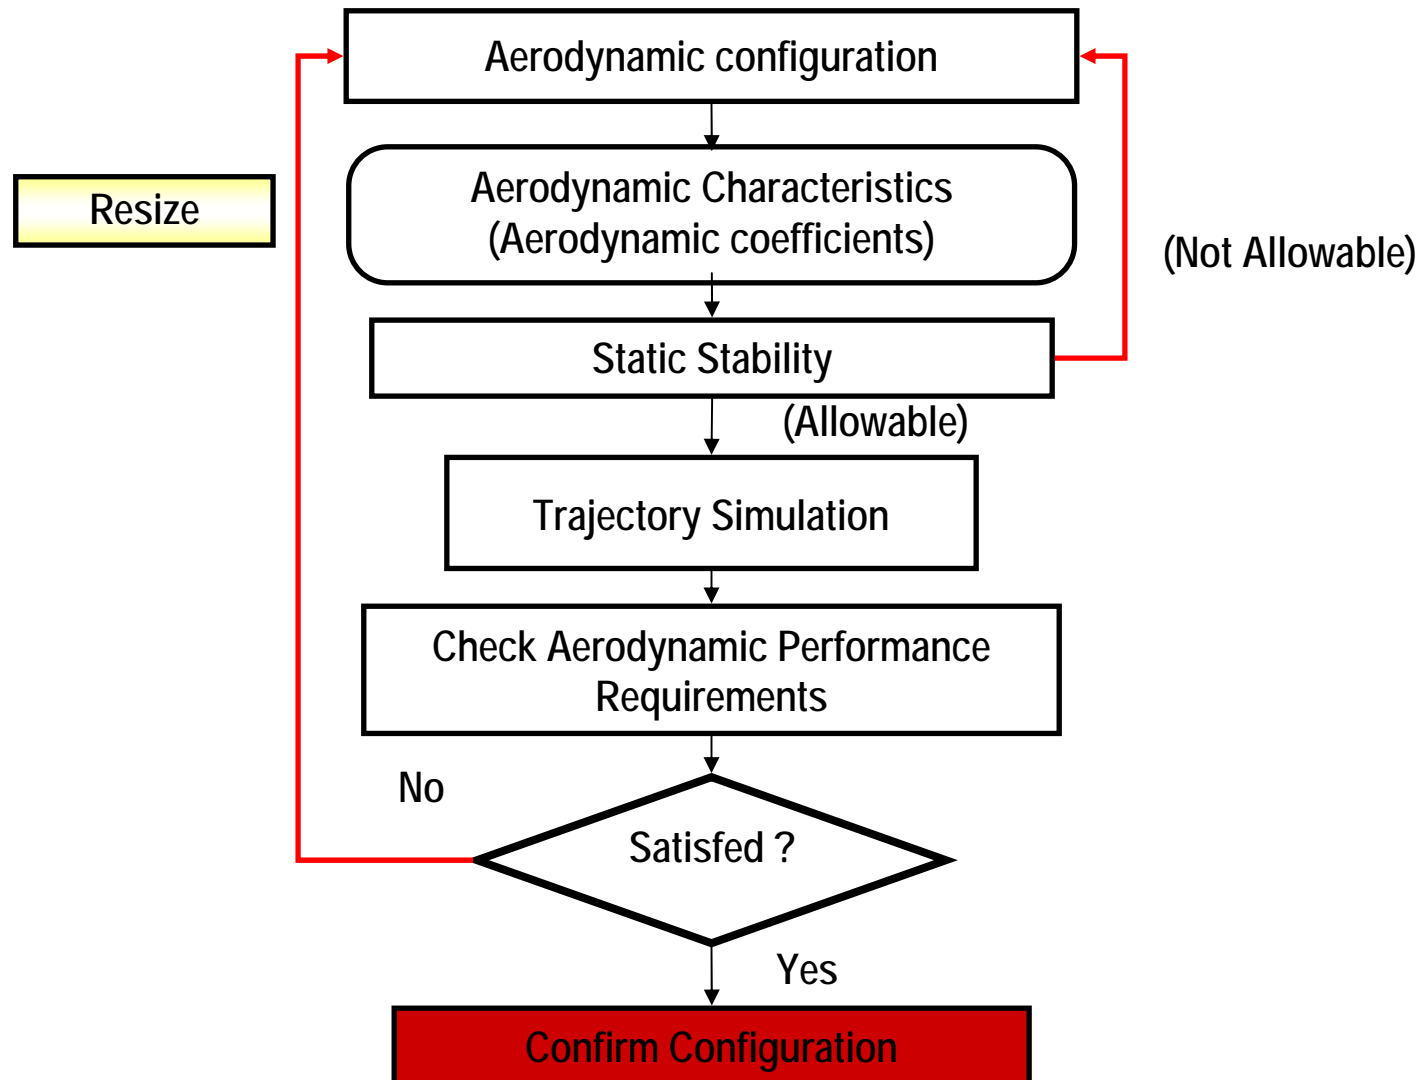 Aerodynamic configuration
Aerodynamic Characteristics
(Aerodynamic coefficients)
Resize
(Not Allowable)
Static Stability
(Allowable)
Trajectory Simulation
Check Aerodynamic Performance
Requirements
No
Satisfed ?
Yes
Confirm Configuration